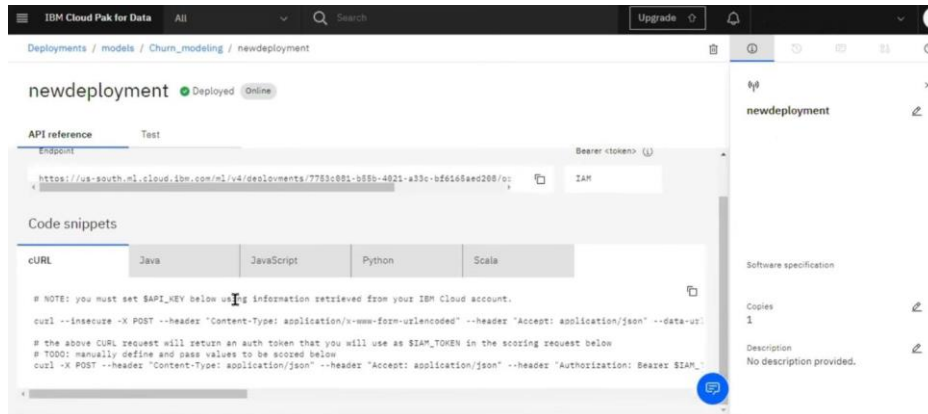 IBM Cloud Pak for Data All Search Upgrade
Deployments / models / Churn_modeling / newdeployment
newdeployment Deployed Online
newdeployment
API reference Test
Endpoint Bearer <token>
https://us-south.ml.cloud.ibm.com/ml/v4/deployments/7753c081-b55b-4021-a33c-bf6165aed208/
IAM
Code snippets
cURL Java JavaScript Python Scala
# NOTE: you must set $API_KEY below using information retrieved from your IBM Cloud account.
curl --insecure -X POST --header "Content-Type: application/x-www-form-urlencoded" --header "Accept: application/json" --data-ur
# the above CURL request will return an auth token that you will use as $IAM_TOKEN in the scoring request below
# TODO: manually define and pass values to be scored below
curl -X POST --header "Content-Type: application/json" --header "Accept: application/json" --header "Authorization: Bearer $IAM_
Software specification
Copies
1
Description
No description provided.